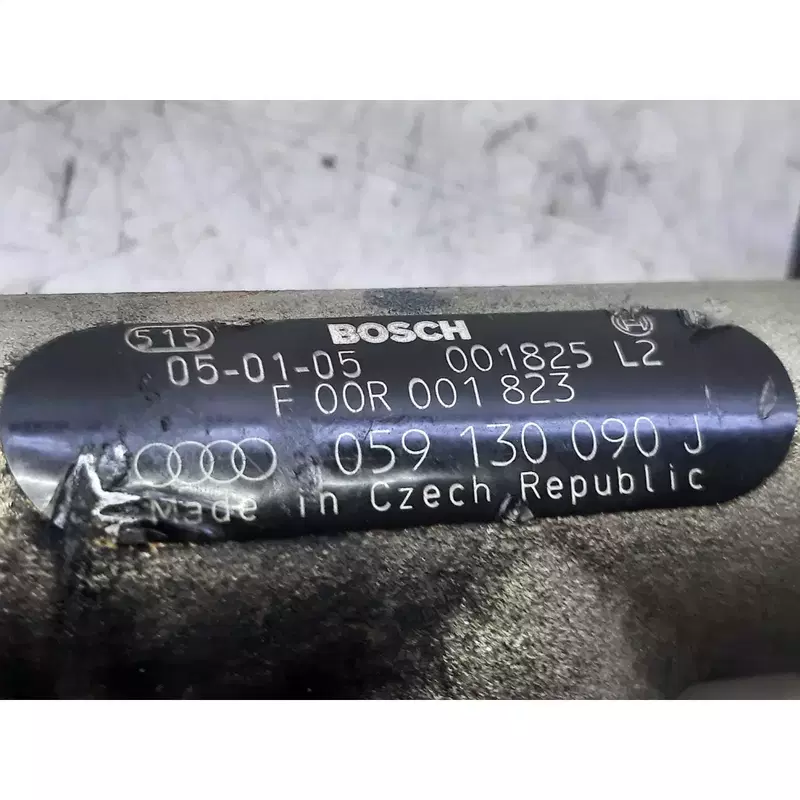 515 BOSCH
05-01-05 001825 L2
F 00R 001 823
059 130 090 J
Made in Czech Republic